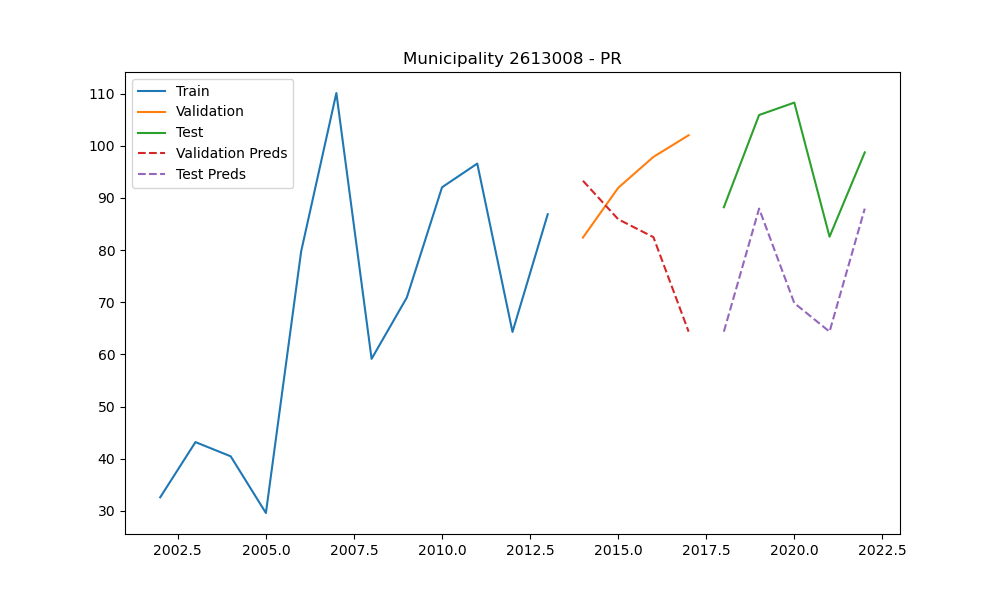 Municipality 2613008 - PR
Train
Validation
Test
Validation Preds
Test Preds
110
100
90
80
70
60
50
40
30
2002.5 2005.0 2007.5 2010.0 2012.5 2015.0 2017.5 2020.0 2022.5